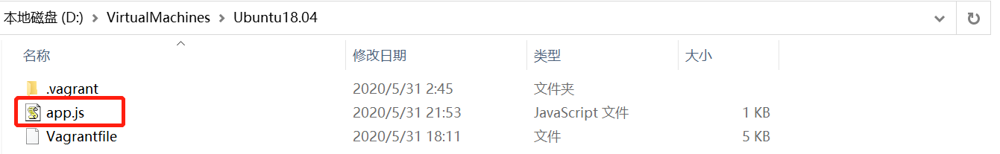 本地磁盘 (D:) > VirtualMachines > Ubuntu18.04
名称 修改日期 类型 大小
.vagrant 2020/5/31 2:45 文件夹
app.js 2020/5/31 21:53 JavaScript 文件 1 KB
Vagrantfile 2020/5/31 18:11 文件 5 KB